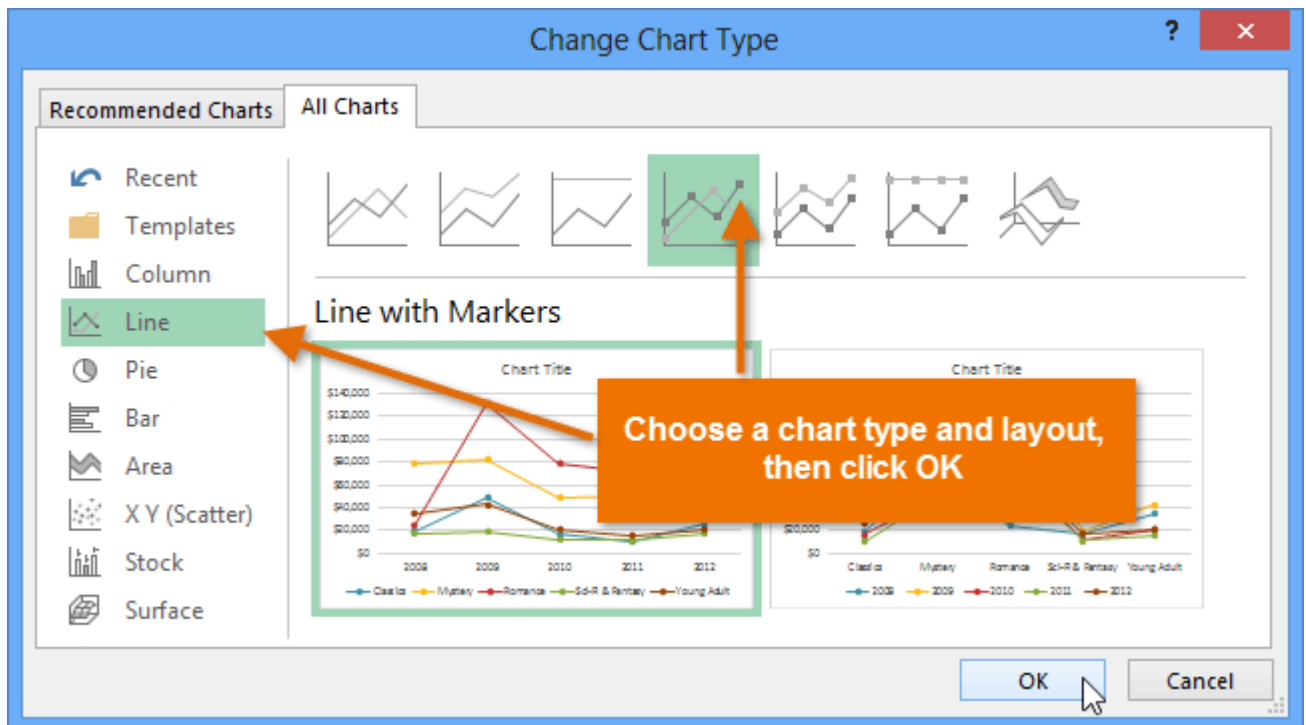 Change Chart Type
?
×
Recommended Charts
All Charts
Recent
Templates
Column
Line
Pie
Bar
Area
X Y (Scatter)
Stock
Surface
Line with Markers
Chart Title
$140,000
$120,000
$100,000
$80,000
$60,000
$40,000
$20,000
$0
2008 2009 2010 2011 2012
Classics Mystery Romance Sci-Fi & Fantasy Young Adult
Chart Title
$20,000
$0
Classics Mystery Romance Sci-Fi & Fantasy Young Adult
2008 2009 2010 2011 2012
Choose a chart type and layout,
then click OK
OK
Cancel